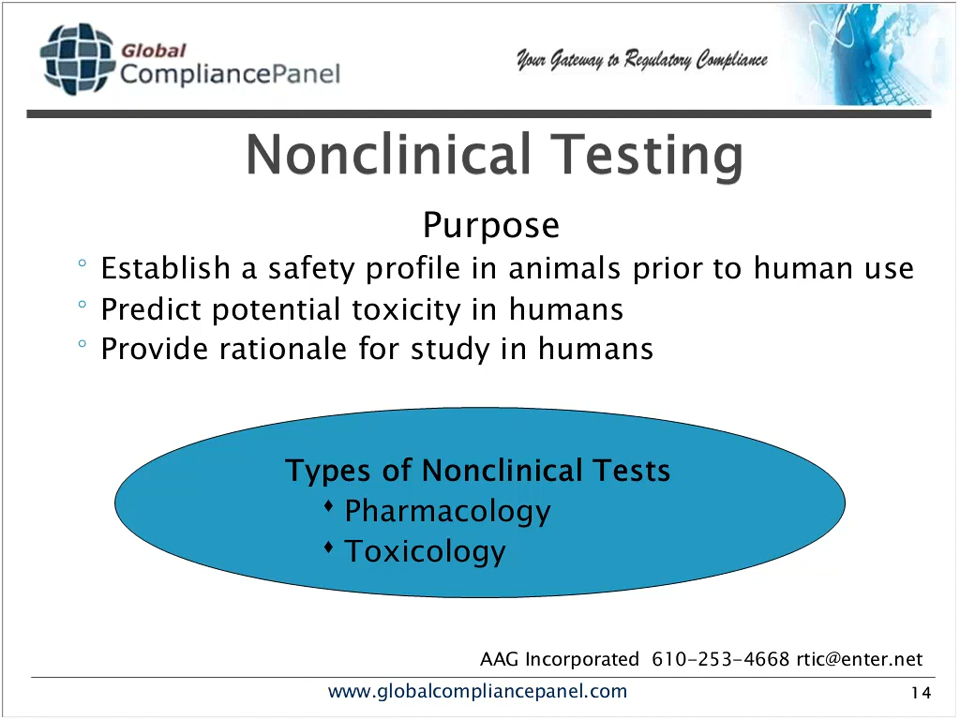 Global
CompliancePanel
Your Gateway to Regulatory Compliance
Nonclinical Testing
Purpose
° Establish a safety profile in animals prior to human use
° Predict potential toxicity in humans
° Provide rationale for study in humans
Types of Nonclinical Tests
♦ Pharmacology
♦ Toxicology
AAG Incorporated 610-253-4668 rtic@enter.net
www.globalcompliancepanel.com
14